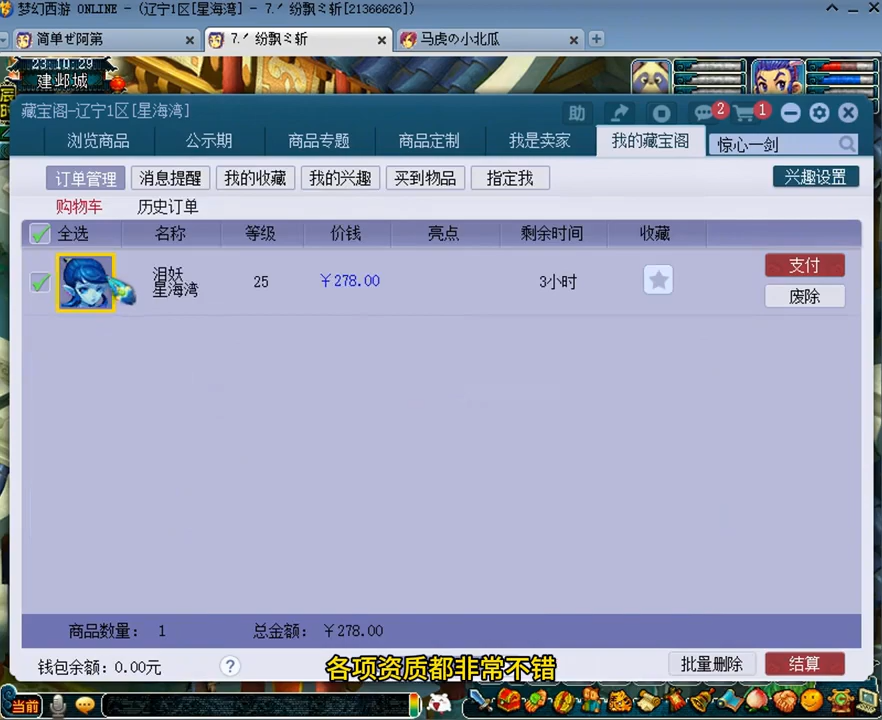 梦幻西游 ONLINE - (辽宁1区[星海湾] - 7.ˊ 纷飘ミ斩[21366626])
简单ぜ阿第
7.ˊ 纷飘ミ斩
马虎の小北瓜
23:10:29
建邺城
藏宝阁-辽宁1区[星海湾]
助
2
1
浏览商品 公示期 商品专题 商品定制 我是卖家 我的藏宝阁 惊心一剑
订单管理 消息提醒 我的收藏 我的兴趣 买到物品 指定我 兴趣设置
购物车 历史订单
全选 名称 等级 价钱 亮点 剩余时间 收藏
泪妖
星海湾
25 ￥278.00 3小时
支付
废除
商品数量： 1 总金额： ￥278.00
钱包余额：0.00元 ? 批量删除 结算
各项资质都非常不错
当前